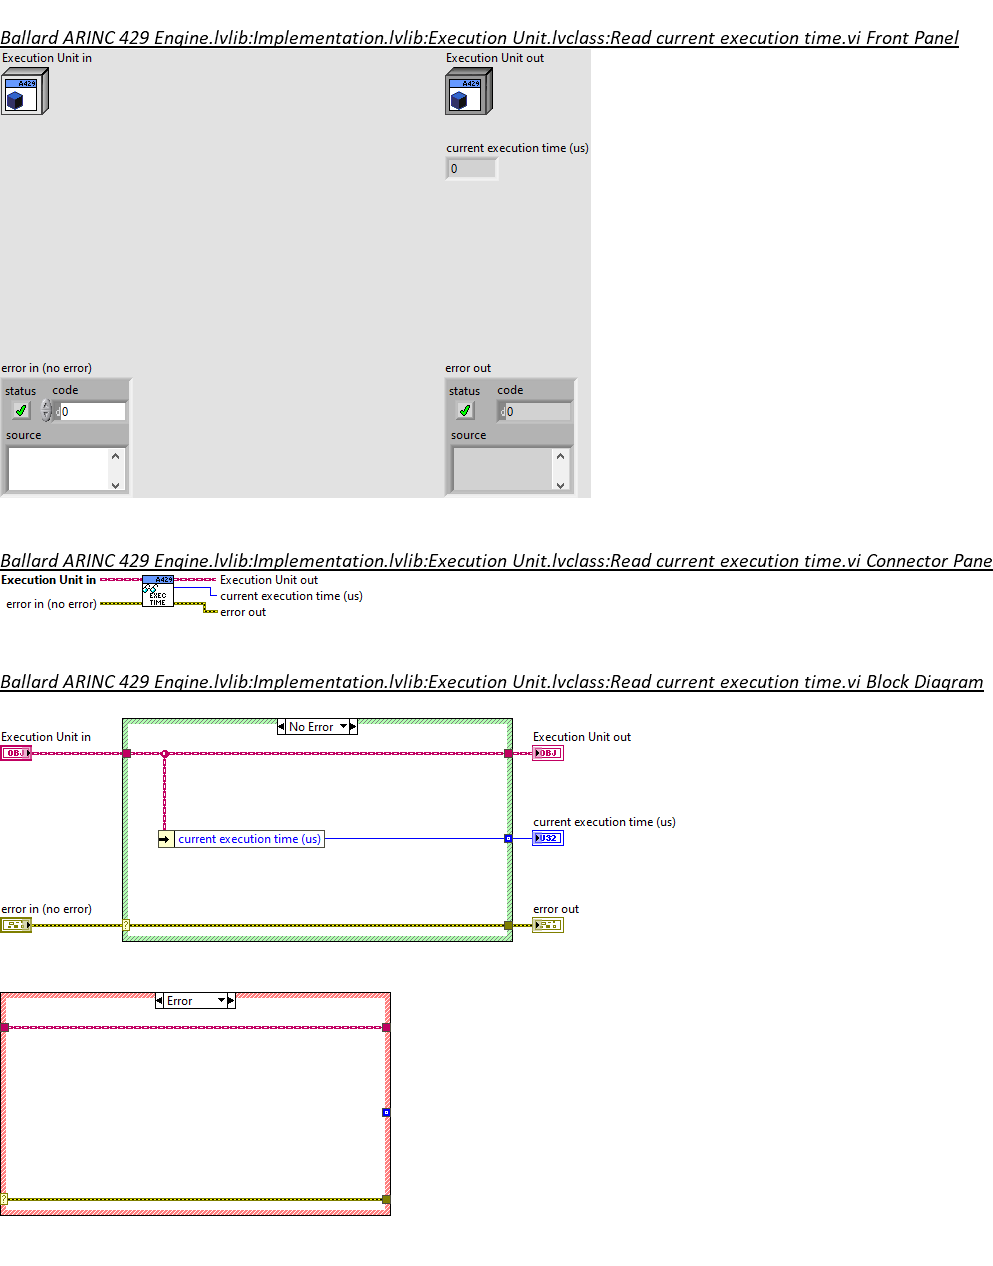 Ballard ARINC 429 Engine.lvlib:Implementation.lvlib:Execution Unit.lvclass:Read current execution time.vi Front Panel
Execution Unit in
Execution Unit out
A429
A429
current execution time (us)
0
error in (no error)
error out
status code
status code
d 0
d 0
source
source
Ballard ARINC 429 Engine.lvlib:Implementation.lvlib:Execution Unit.lvclass:Read current execution time.vi Connector Pane
Execution Unit in
A429
Execution Unit out
EXEC
current execution time (us)
error in (no error)
TIME
error out
Ballard ARINC 429 Engine.lvlib:Implementation.lvlib:Execution Unit.lvclass:Read current execution time.vi Block Diagram
No Error
Execution Unit in
Execution Unit out
OBJ
OBJ
current execution time (us)
current execution time (us)
U32
error in (no error)
error out
?
Error
?